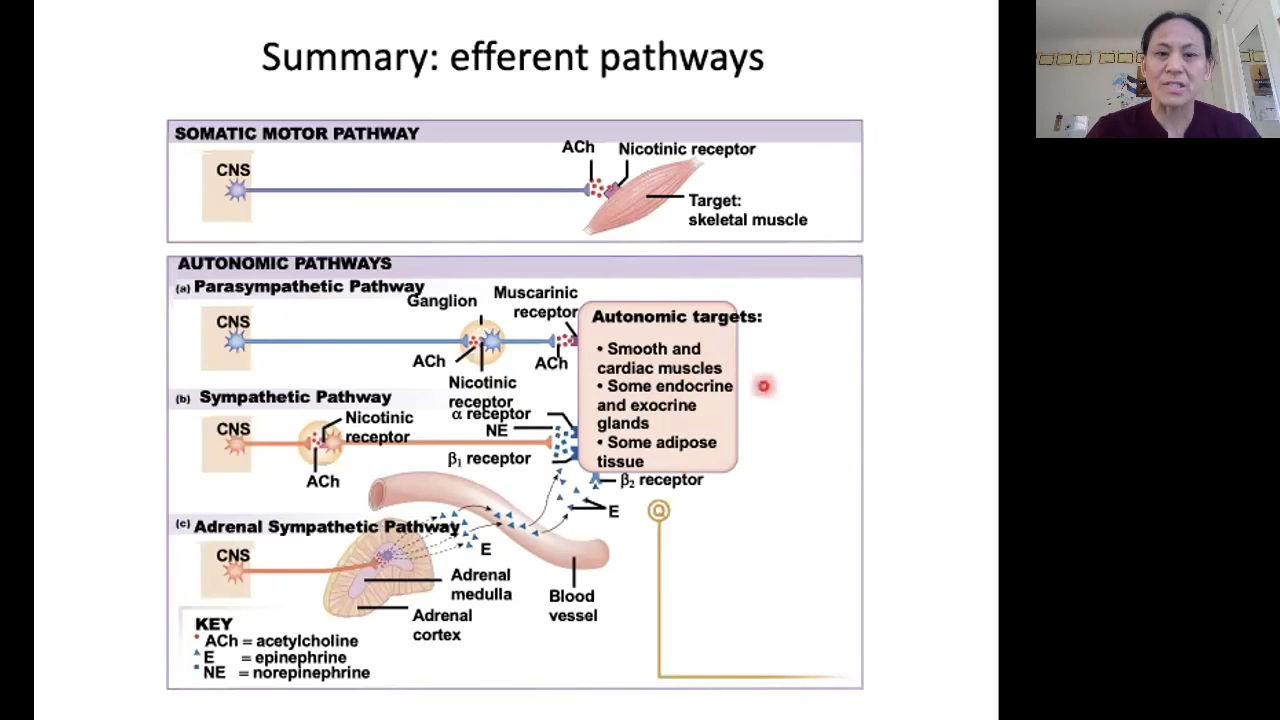 Summary: efferent pathways
SOMATIC MOTOR PATHWAY
CNS
ACh
Nicotinic receptor
Target:
skeletal muscle
AUTONOMIC PATHWAYS
(a) Parasympathetic Pathway
CNS
Ganglion
ACh
Nicotinic
receptor
Muscarinic
receptor
ACh
Autonomic targets:
• Smooth and
cardiac muscles
• Some endocrine
and exocrine
glands
• Some adipose
tissue
(b) Sympathetic Pathway
CNS
Nicotinic
receptor
ACh
α receptor
NE
β1 receptor
β2 receptor
E
(c) Adrenal Sympathetic Pathway
CNS
E
Adrenal
medulla
Adrenal
cortex
Blood
vessel
Q
KEY
ACh = acetylcholine
E = epinephrine
NE = norepinephrine